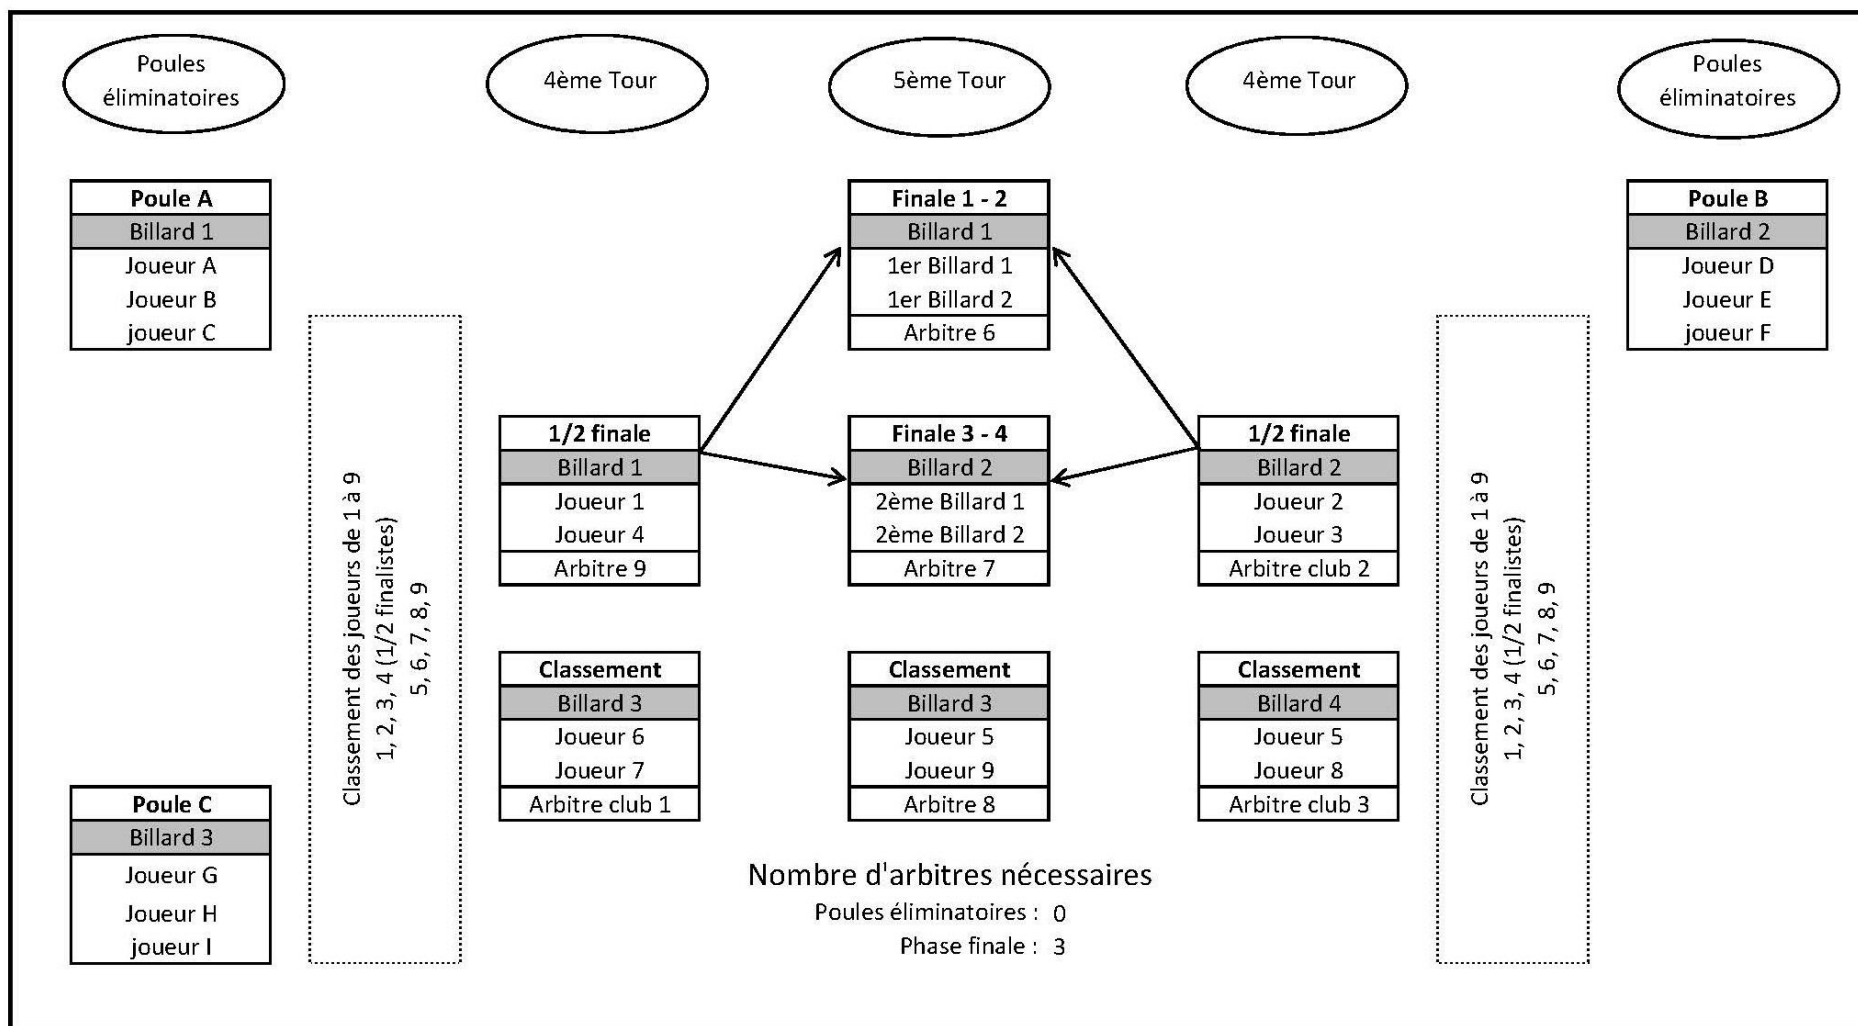 Poules
éliminatoires
4ème Tour
5ème Tour
4ème Tour
Poules
éliminatoires
Poule A
Billard 1
Joueur A
Joueur B
joueur C
Finale 1 - 2
Billard 1
1er Billard 1
1er Billard 2
Arbitre 6
Poule B
Billard 2
Joueur D
Joueur E
joueur F
Classement des joueurs de 1 à 9
1, 2, 3, 4 (1/2 finalistes)
5, 6, 7, 8, 9
1/2 finale
Billard 1
Joueur 1
Joueur 4
Arbitre 9
Finale 3 - 4
Billard 2
2ème Billard 1
2ème Billard 2
Arbitre 7
1/2 finale
Billard 2
Joueur 2
Joueur 3
Arbitre club 2
Classement des joueurs de 1 à 9
1, 2, 3, 4 (1/2 finalistes)
5, 6, 7, 8, 9
Classement
Billard 3
Joueur 6
Joueur 7
Arbitre club 1
Classement
Billard 3
Joueur 5
Joueur 9
Arbitre 8
Classement
Billard 4
Joueur 5
Joueur 8
Arbitre club 3
Poule C
Billard 3
Joueur G
Joueur H
joueur I
Nombre d'arbitres nécessaires
Poules éliminatoires : 0
Phase finale : 3